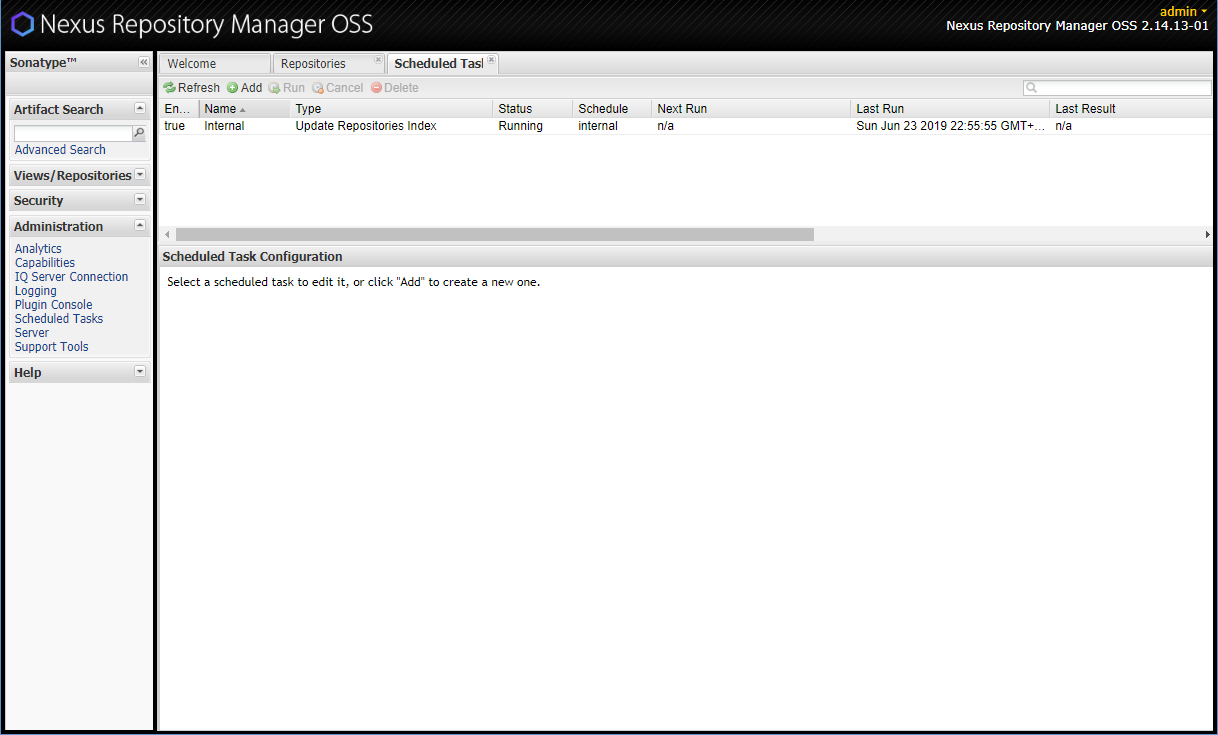 Nexus Repository Manager OSS
admin
Nexus Repository Manager OSS 2.14.13-01
Sonatype™
Welcome
Repositories
Scheduled Tasl
Refresh Add Run Cancel Delete
Artifact Search
Advanced Search
Views/Repositories
Security
Administration
Analytics
Capabilities
IQ Server Connection
Logging
Plugin Console
Scheduled Tasks
Server
Support Tools
Help
En... Name Type Status Schedule Next Run Last Run Last Result
true Internal Update Repositories Index Running internal n/a Sun Jun 23 2019 22:55:55 GMT+... n/a
Scheduled Task Configuration
Select a scheduled task to edit it, or click "Add" to create a new one.